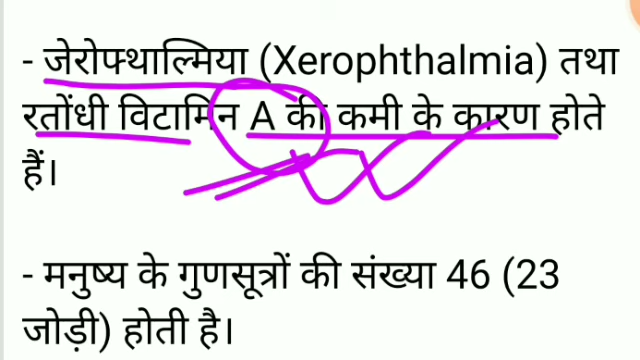 - जेरोफ्थाल्मिया (Xerophthalmia) तथा
रतोंधी विटामिन A की कमी के कारण होते
हैं।
- मनुष्य के गुणसूत्रों की संख्या 46 (23
जोड़ी) होती है।